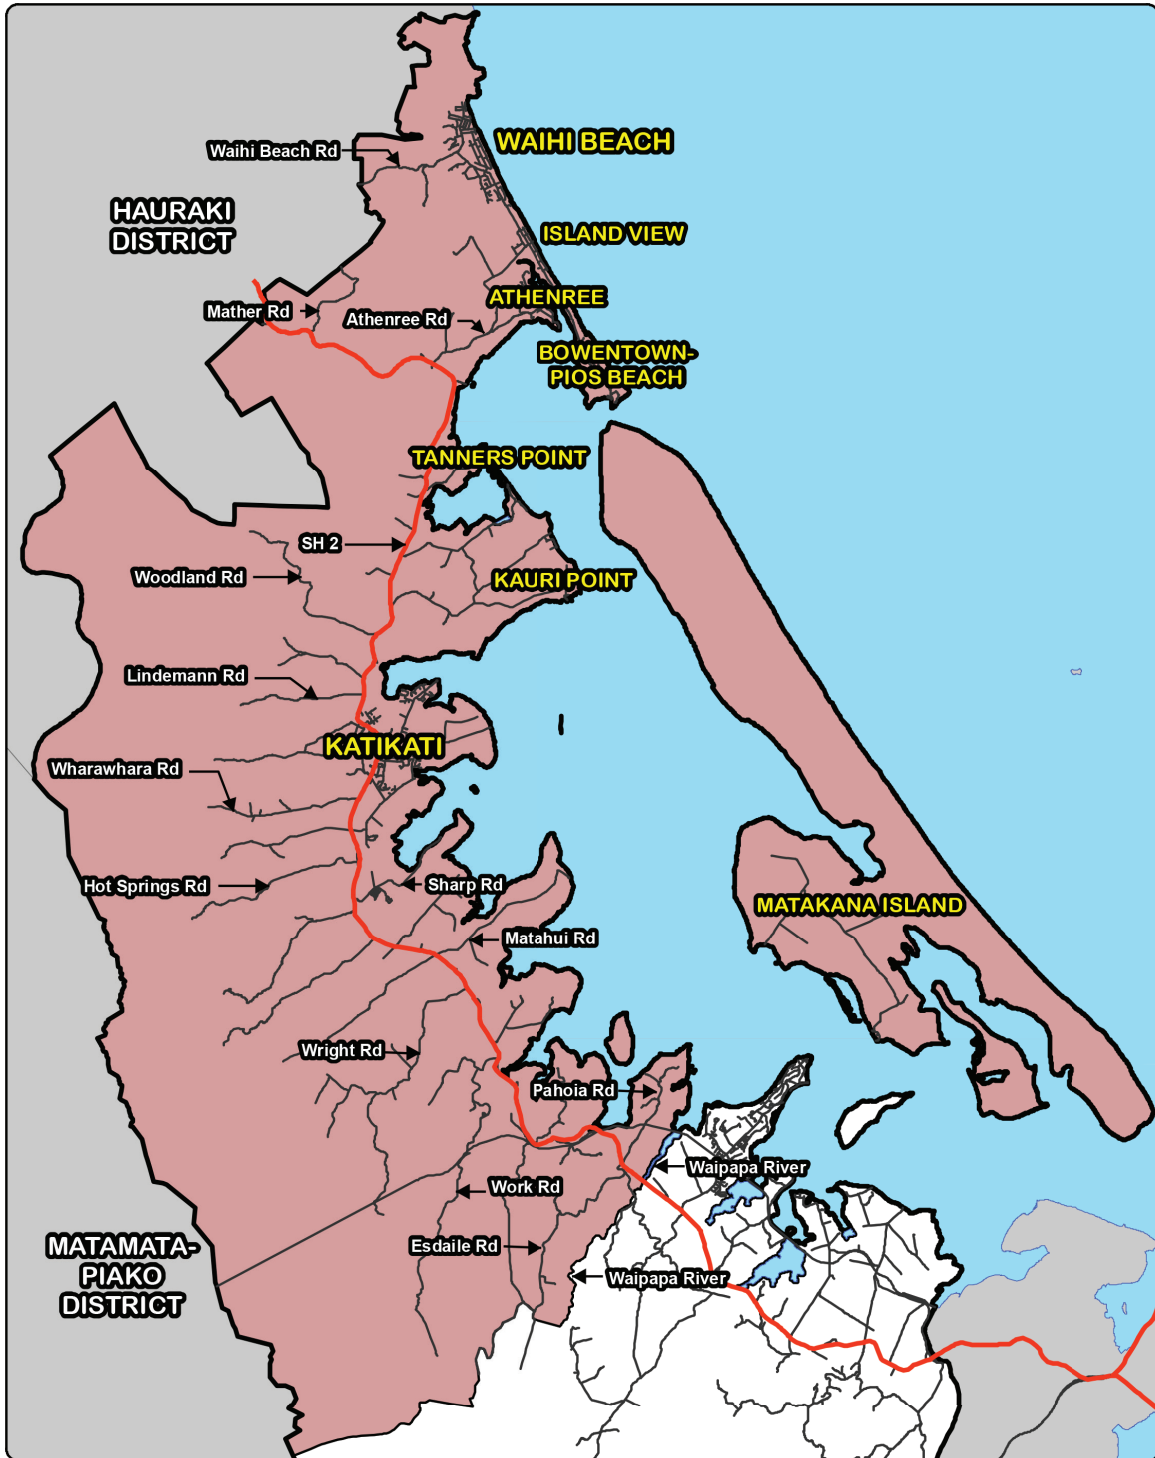 WAIHI BEACH
Waihi Beach Rd
HAURAKI
DISTRICT
ISLAND VIEW
ATHENREE
Mather Rd
Athenree Rd
BOWENTOWN-
PIOS BEACH
TANNERS POINT
SH 2
Woodland Rd
KAURI POINT
Lindemann Rd
KATIKATI
Wharawhara Rd
Hot Springs Rd
Sharp Rd
MATAKANA ISLAND
Matahui Rd
Wright Rd
Pahoia Rd
Waipapa River
Work Rd
Esdaile Rd
MATAMATA-
PIAKO
DISTRICT
Waipapa River